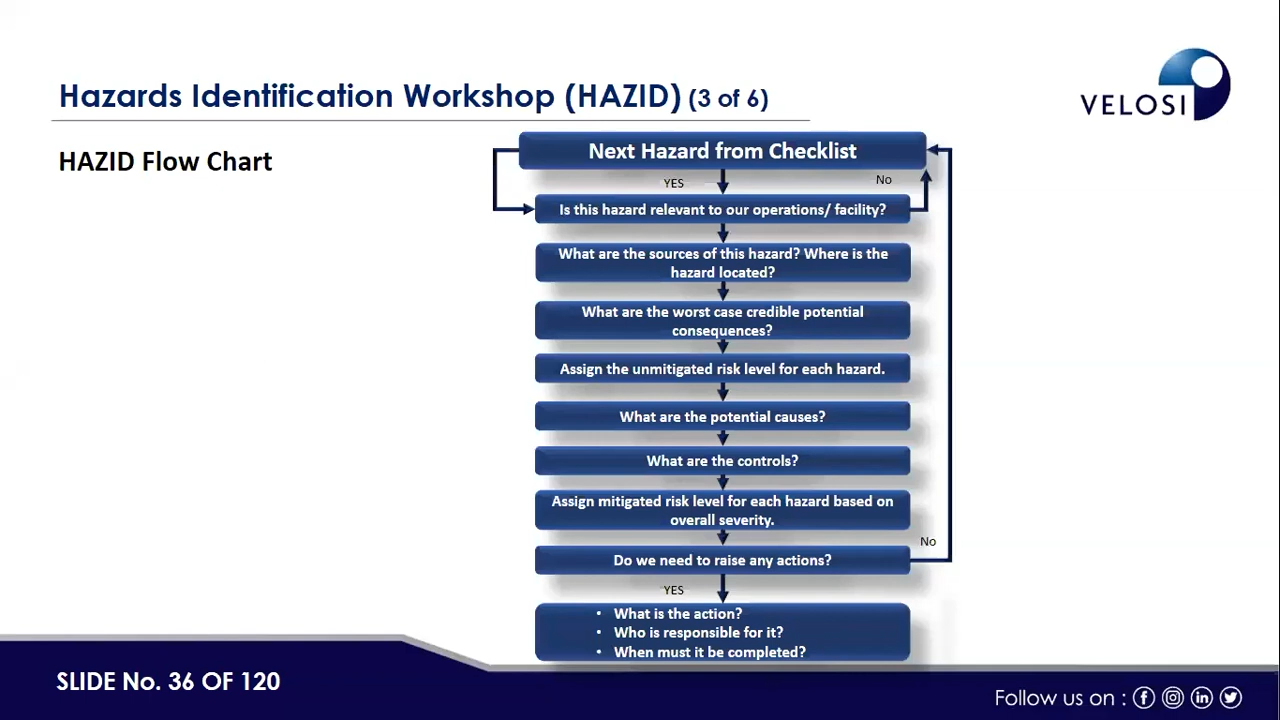 Hazards Identification Workshop (HAZID) (3 of 6)
VELOSI
HAZID Flow Chart
Next Hazard from Checklist
YES
No
Is this hazard relevant to our operations/ facility?
What are the sources of this hazard? Where is the
hazard located?
What are the worst case credible potential
consequences?
Assign the unmitigated risk level for each hazard.
What are the potential causes?
What are the controls?
Assign mitigated risk level for each hazard based on
overall severity.
No
Do we need to raise any actions?
YES
• What is the action?
• Who is responsible for it?
• When must it be completed?
SLIDE No. 36 OF 120
Follow us on :